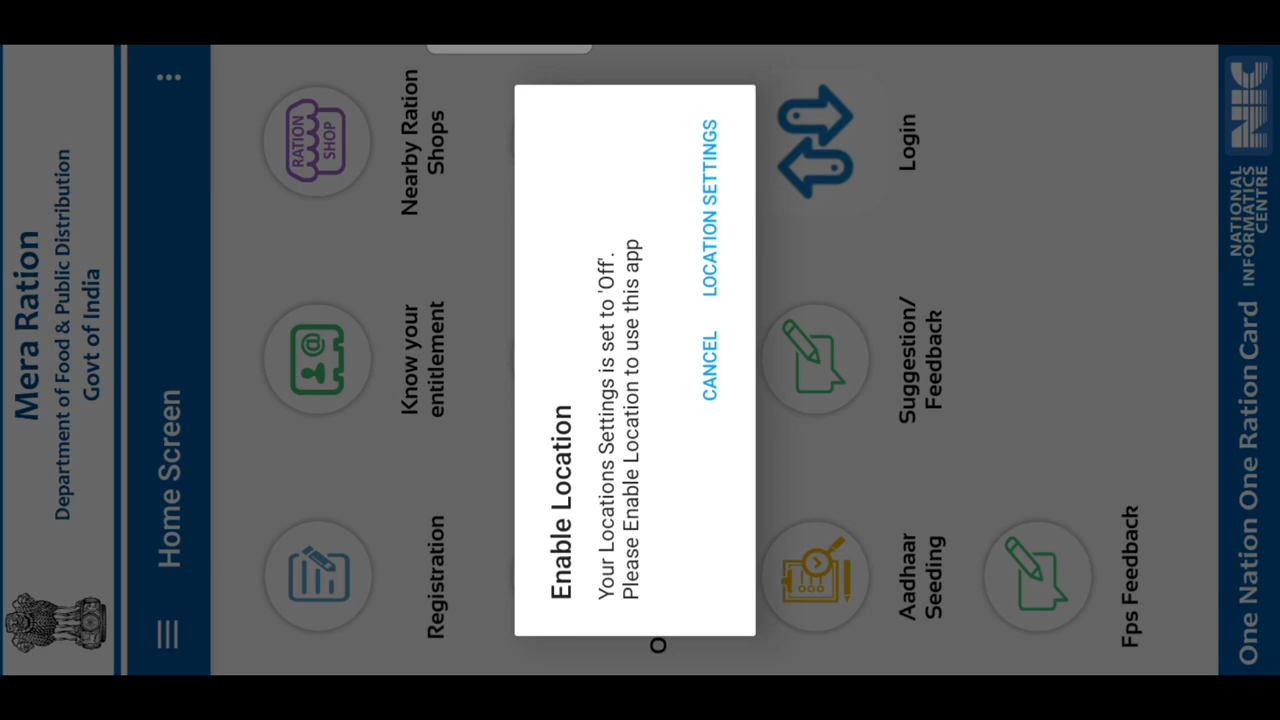 Mera Ration
Department of Food & Public Distribution
Govt of India
Home Screen
Registration
Know your
entitlement
RATION
SHOP
Nearby Ration
Shops
Enable Location
Your Locations Settings is set to 'Off'.
Please Enable Location to use this app
CANCEL LOCATION SETTINGS
O
Aadhaar
Seeding
Suggestion/
Feedback
Login
Fps Feedback
One Nation One Ration Card
NIC
NATIONAL
INFORMATICS
CENTRE